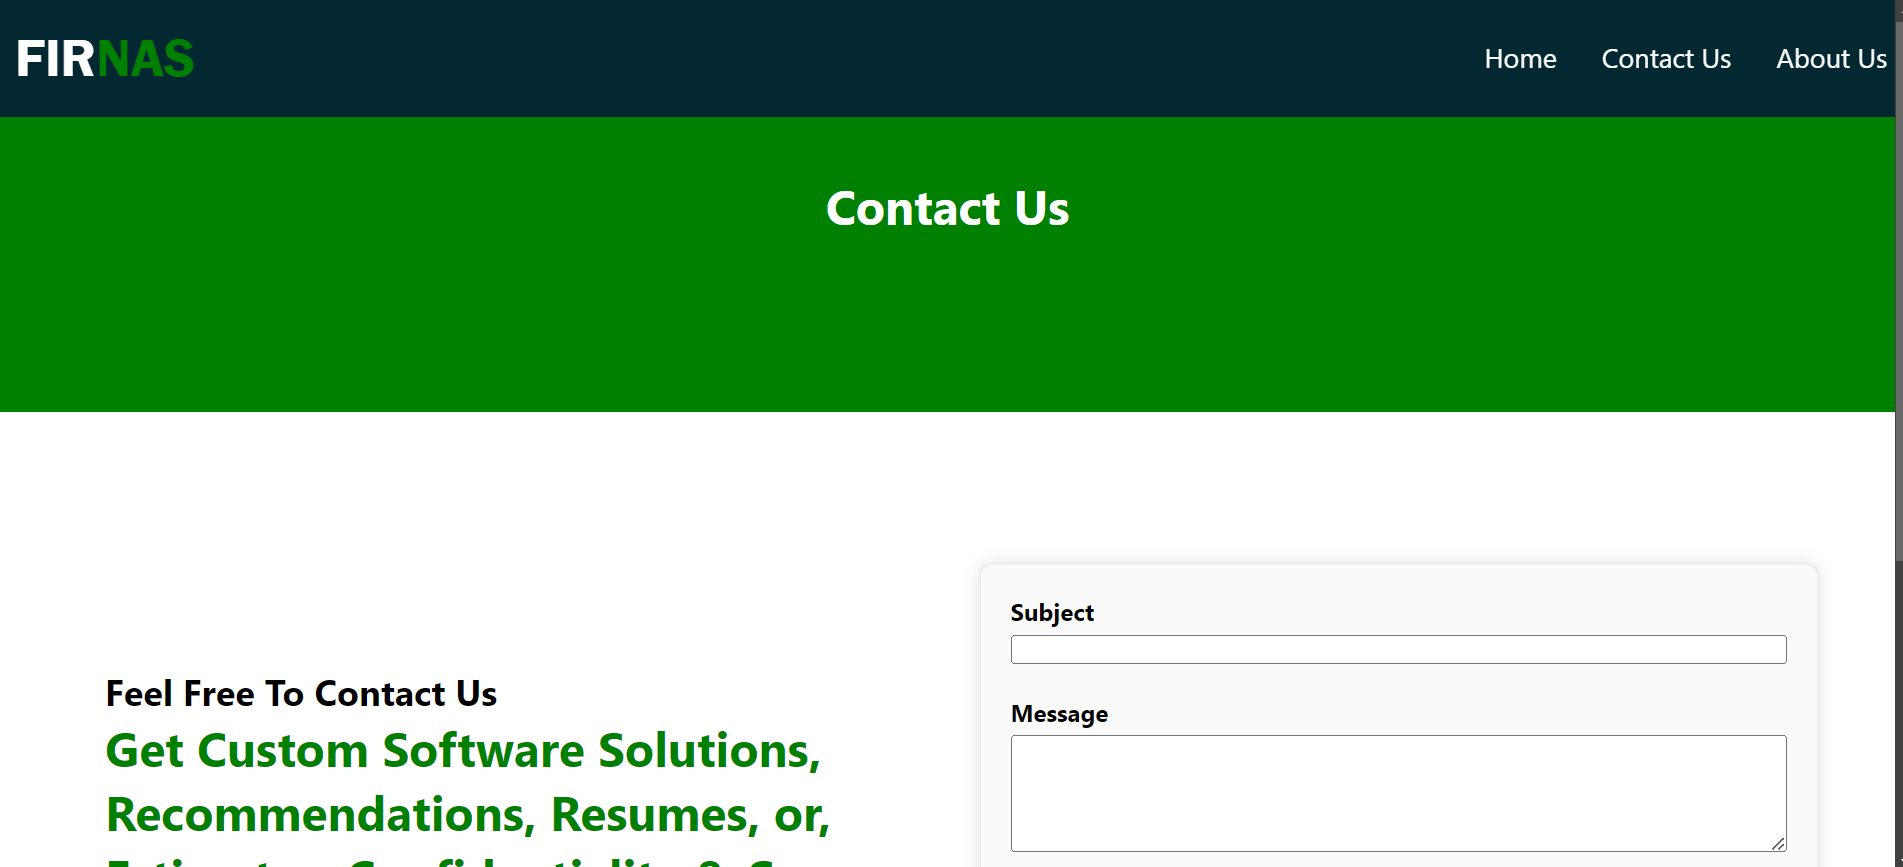 FIRNAS
Home
Contact Us
About Us
Contact Us
Feel Free To Contact Us
Get Custom Software Solutions,
Recommendations, Resumes, or,
Subject
Message